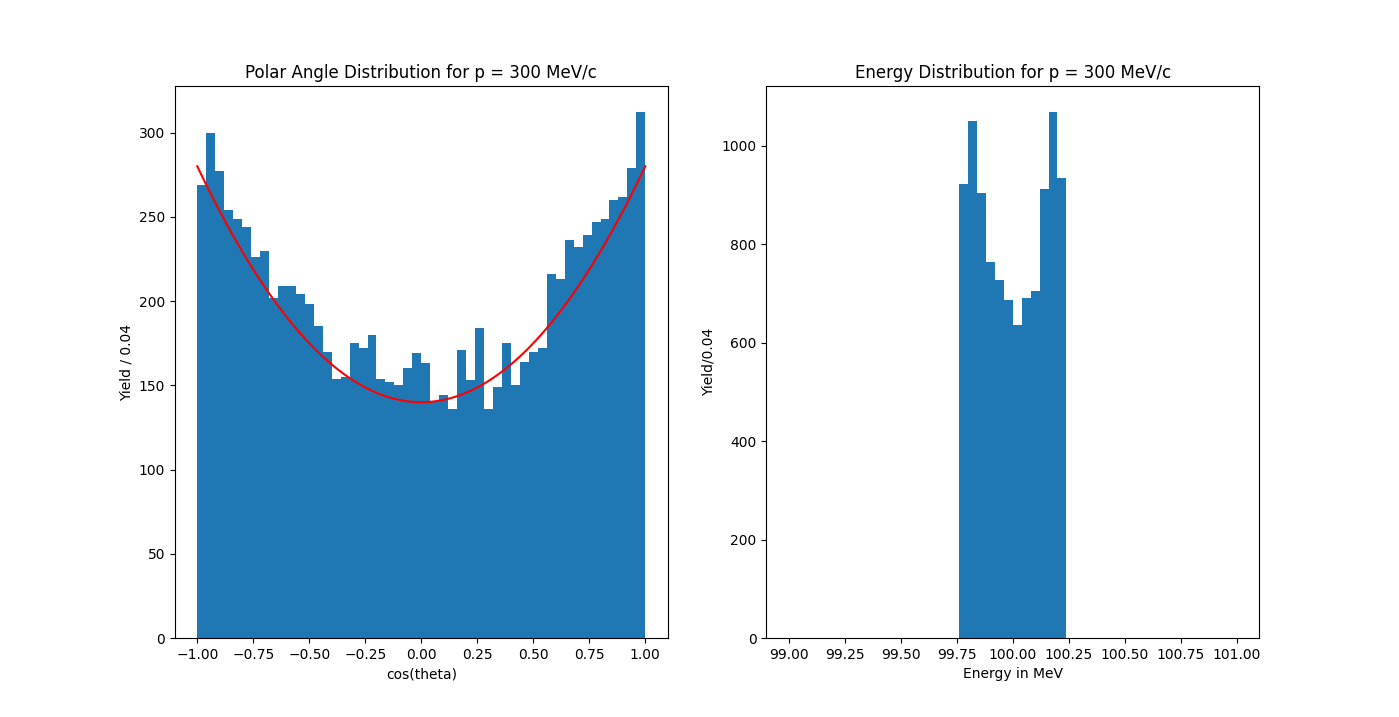 Polar Angle Distribution for p = 300 MeV/c
300
250
200
150
100
50
0
Yield / 0.04
−1.00 −0.75 −0.50 −0.25 0.00 0.25 0.50 0.75 1.00
cos(theta)
Energy Distribution for p = 300 MeV/c
1000
800
600
400
200
0
Yield/0.04
99.00 99.25 99.50 99.75 100.00 100.25 100.50 100.75 101.00
Energy in MeV